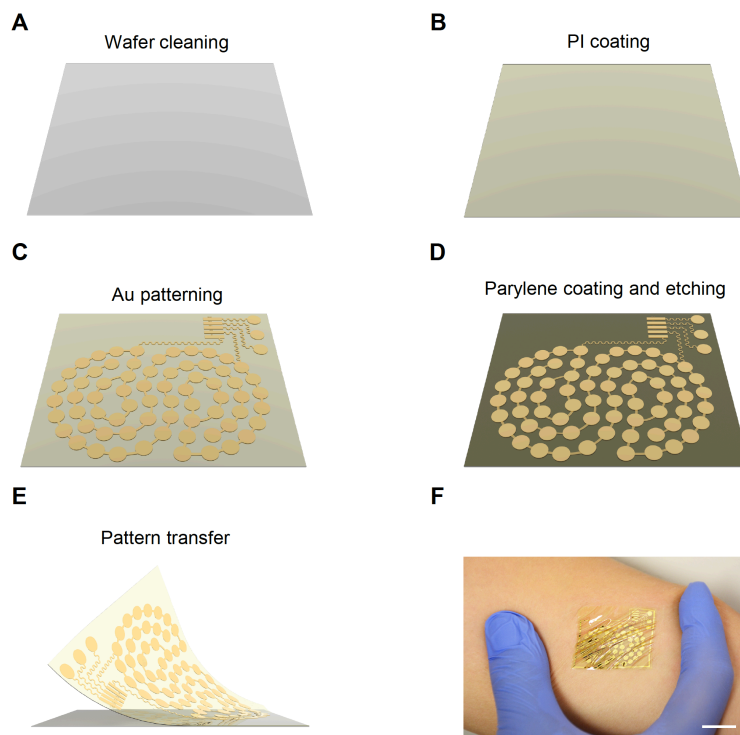 A
Wafer cleaning
B
PI coating
C
Au patterning
D
Parylene coating and etching
E
Pattern transfer
F